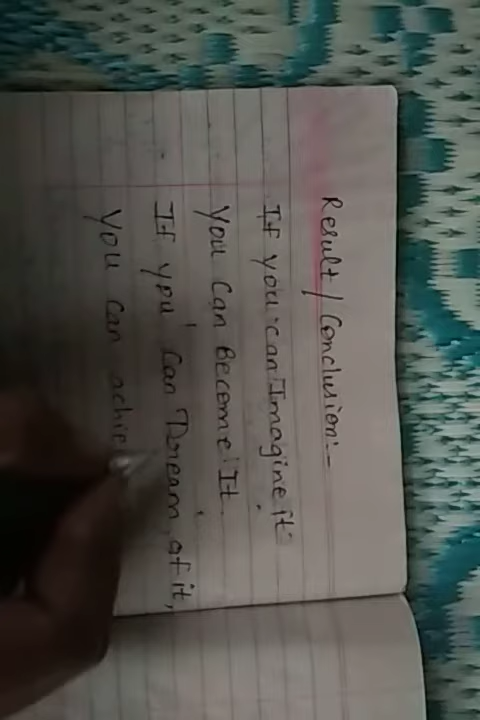 Result / Conclusion:-
If you can Imagine it
You Can Become It.
If you Can Dream, of it,
You can achie